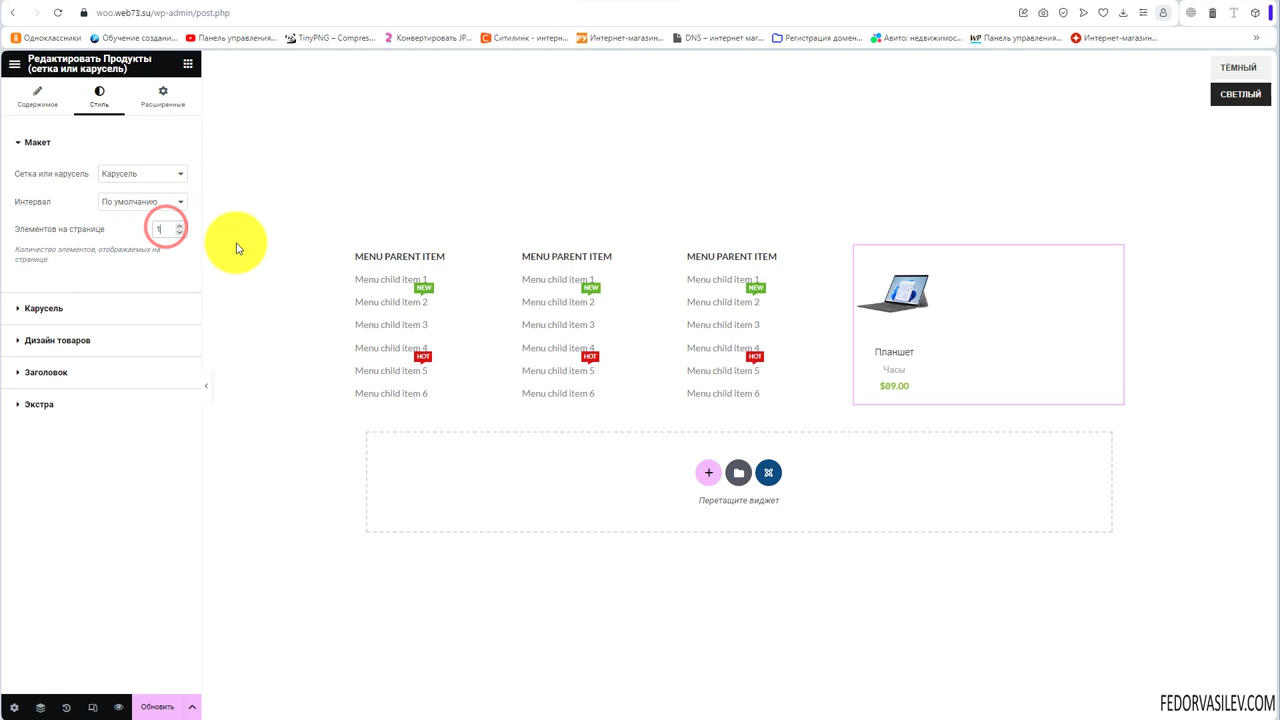 woo.web73.su/wp-admin/post.php
Одноклассники
Обучение созданиі...
Панель управления...
TinyPNG – Compres...
Конвертировать JP...
Ситилинк - интерн...
Интернет-магазин...
DNS – интернет маг...
Регистрация домен...
Авито: недвижимос...
Панель управления...
Интернет-магазин...
Редактировать Продукты
(сетка или карусель)
ТЁМНЫЙ
СВЕТЛЫЙ
Содержимое
Стиль
Расширенные
Макет
Сетка или карусель
Карусель
Интервал
По умолчанию
Элементов на странице
1
Количество элементов, отображаемых на
странице.
Карусель
Дизайн товаров
Заголовок
Экстра
MENU PARENT ITEM
Menu child item 1
NEW
Menu child item 2
Menu child item 3
Menu child item 4
HOT
Menu child item 5
Menu child item 6
MENU PARENT ITEM
Menu child item 1
NEW
Menu child item 2
Menu child item 3
Menu child item 4
HOT
Menu child item 5
Menu child item 6
MENU PARENT ITEM
Menu child item 1
NEW
Menu child item 2
Menu child item 3
Menu child item 4
HOT
Menu child item 5
Menu child item 6
Планшет
Часы
$89.00
Перетащите виджет
Обновить
FEDORVASILEV.COM